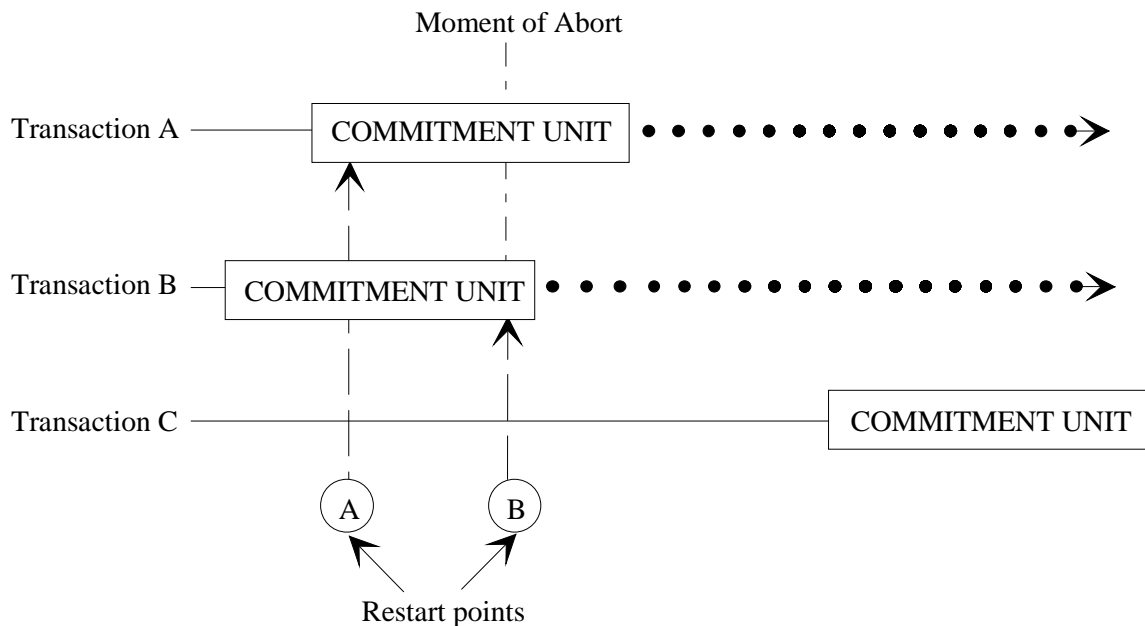 Moment of Abort
Transaction A
COMMITMENT UNIT
Transaction B
COMMITMENT UNIT
Transaction C
COMMITMENT UNIT
A
B
Restart points